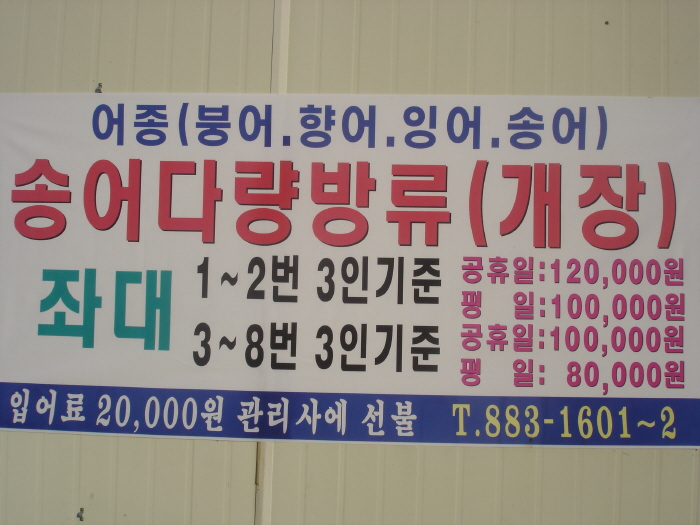 어종(붕어.향어.잉어.송어)
송어다량방류(개장)
좌대
1~2번 3인기준
공휴일:120,000원
평 일:100,000원
3~8번 3인기준
공휴일:100,000원
평 일: 80,000원
입어료 20,000원 관리사에 선불 T.883-1601~2